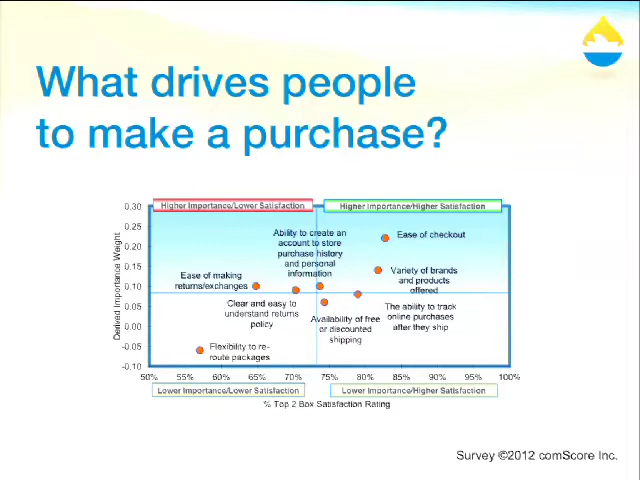 What drives people
to make a purchase?
Higher Importance/Lower Satisfaction
Higher Importance/Higher Satisfaction
Derived Importance Weight
0.30
0.25
0.20
0.15
0.10
0.05
0.00
-0.05
-0.10
Ease of checkout
Ability to create an
account to store
purchase history
and personal
information
Variety of brands
and products
offered
Ease of making
returns/exchanges
Clear and easy to
understand returns
policy
Availability of free
or discounted
shipping
The ability to track
online purchases
after they ship
Flexibility to re-
route packages
50% 55% 60% 65% 70% 75% 80% 85% 90% 95% 100%
Lower Importance/Lower Satisfaction
Lower Importance/Higher Satisfaction
% Top 2 Box Satisfaction Rating
Survey ©2012 comScore Inc.